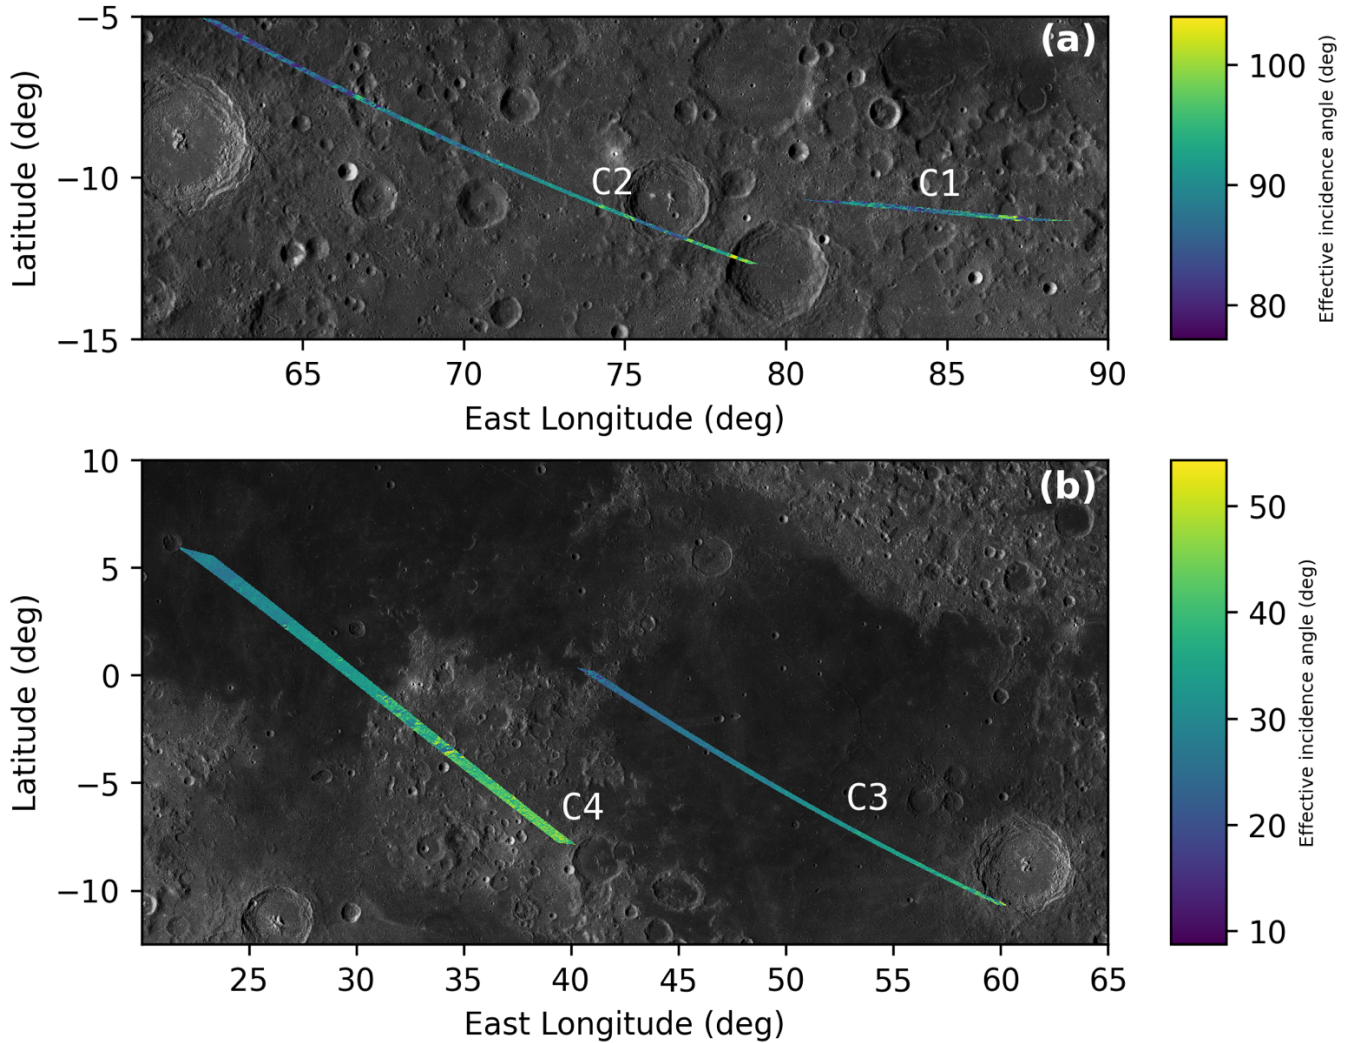 (a)
C2
C1
−5
−10
−15
Latitude (deg)
65
70
75
80
85
90
East Longitude (deg)
100
90
80
Effective incidence angle (deg)
(b)
C4
C3
10
5
0
−5
−10
Latitude (deg)
25
30
35
40
45
50
55
60
65
East Longitude (deg)
50
40
30
20
10
Effective incidence angle (deg)